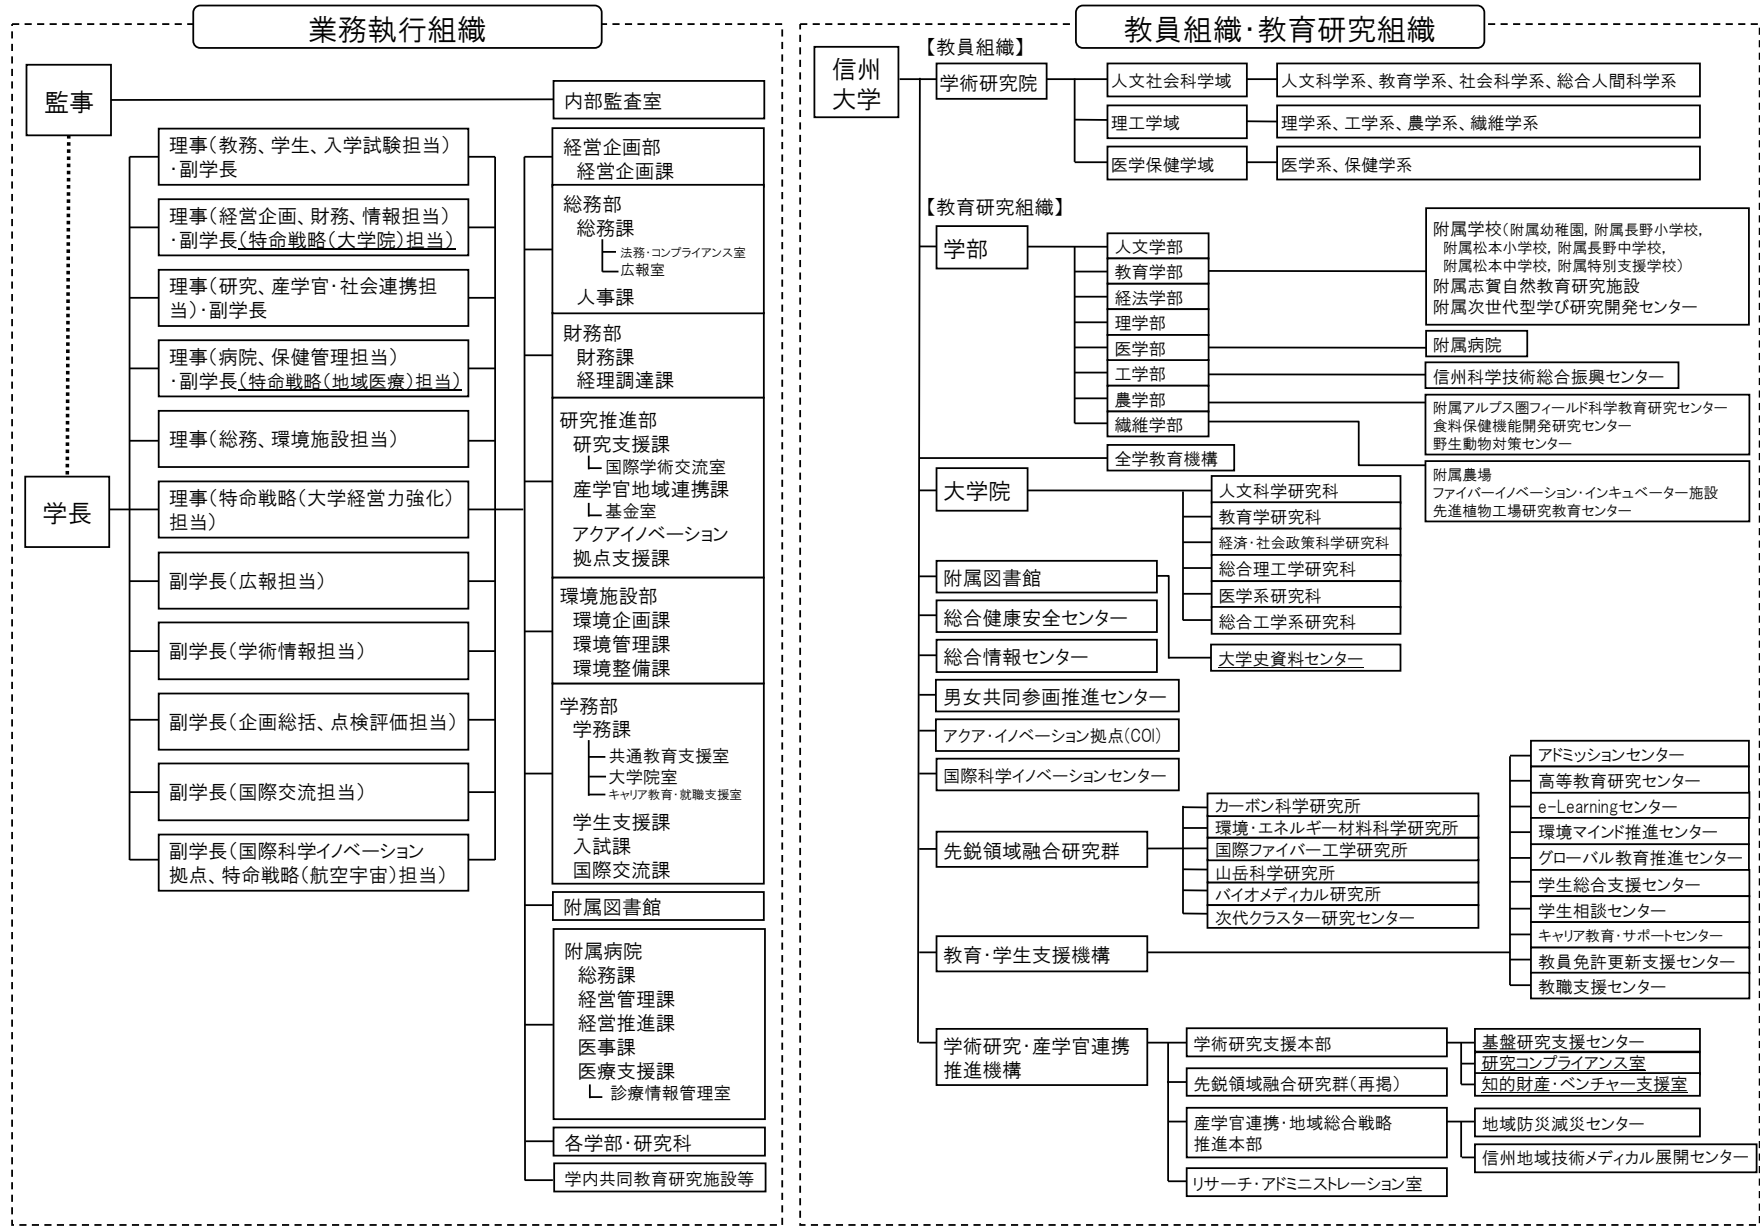 業務執行組織
監事
学長
内部監査室
理事(教務、学生、入学試験担当)
・副学長
理事(経営企画、財務、情報担当)
・副学長(特命戦略(大学院)担当)
理事(研究、産学官・社会連携担
当)・副学長
理事(病院、保健管理担当)
・副学長(特命戦略(地域医療)担当)
理事(総務、環境施設担当)
理事(特命戦略(大学経営力強化)
担当)
副学長(広報担当)
副学長(学術情報担当)
副学長(企画総括、点検評価担当)
副学長(国際交流担当)
副学長(国際科学イノベーション
拠点、特命戦略(航空宇宙)担当)
経営企画部
経営企画課
総務部
総務課
法務・コンプライアンス室
広報室
人事課
財務部
財務課
経理調達課
研究推進部
研究支援課
国際学術交流室
産学官地域連携課
基金室
アクアイノベーション
拠点支援課
環境施設部
環境企画課
環境管理課
環境整備課
学務部
学務課
共通教育支援室
大学院室
キャリア教育・就職支援室
学生支援課
入試課
国際交流課
附属図書館
附属病院
総務課
経営管理課
経営推進課
医事課
医療支援課
診療情報管理室
各学部・研究科
学内共同教育研究施設等
教員組織・教育研究組織
信州
大学
【教員組織】
学術研究院
人文社会科学域
人文科学系、教育学系、社会科学系、総合人間科学系
理工学域
理学系、工学系、農学系、繊維学系
医学保健学域
医学系、保健学系
【教育研究組織】
学部
人文学部
教育学部
経法学部
理学部
医学部
工学部
農学部
繊維学部
附属学校(附属幼稚園, 附属長野小学校,
附属松本小学校, 附属長野中学校,
附属松本中学校, 附属特別支援学校)
附属志賀自然教育研究施設
附属次世代型学び研究開発センター
附属病院
信州科学技術総合振興センター
附属アルプス圏フィールド科学教育研究センター
食料保健機能開発研究センター
野生動物対策センター
附属農場
ファイバーイノベーション・インキュベーター施設
先進植物工場研究教育センター
全学教育機構
大学院
人文科学研究科
教育学研究科
経済・社会政策科学研究科
総合理工学研究科
医学系研究科
総合工学系研究科
附属図書館
大学史資料センター
総合健康安全センター
総合情報センター
男女共同参画推進センター
アクア・イノベーション拠点(COI)
国際科学イノベーションセンター
先鋭領域融合研究群
カーボン科学研究所
環境・エネルギー材料科学研究所
国際ファイバー工学研究所
山岳科学研究所
バイオメディカル研究所
次代クラスター研究センター
教育・学生支援機構
アドミッションセンター
高等教育研究センター
e-Learningセンター
環境マインド推進センター
グローバル教育推進センター
学生総合支援センター
学生相談センター
キャリア教育・サポートセンター
教員免許更新支援センター
教職支援センター
学術研究・産学官連携
推進機構
学術研究支援本部
基盤研究支援センター
研究コンプライアンス室
知的財産・ベンチャー支援室
先鋭領域融合研究群(再掲)
産学官連携・地域総合戦略
推進本部
地域防災減災センター
信州地域技術メディカル展開センター
リサーチ・アドミニストレーション室